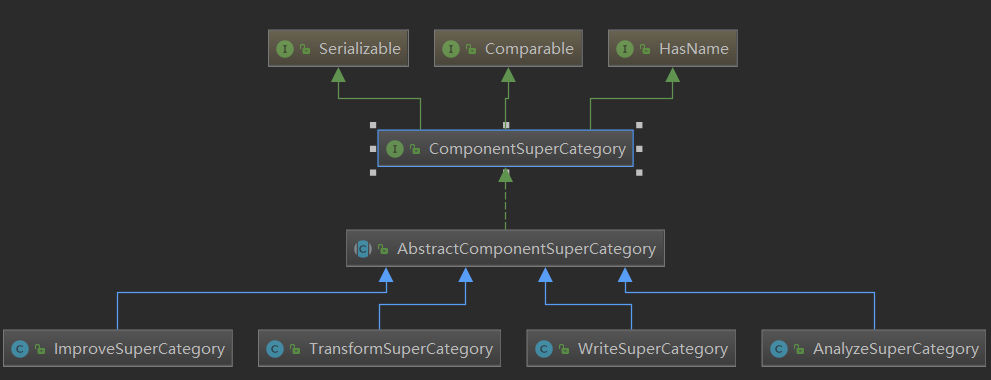 I Serializable
I Comparable
I HasName
I ComponentSuperCategory
C AbstractComponentSuperCategory
C ImproveSuperCategory
C TransformSuperCategory
C WriteSuperCategory
C AnalyzeSuperCategory